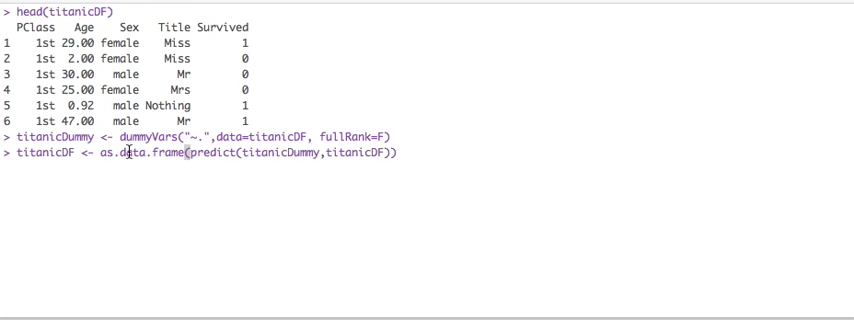 > head(titanicDF)
PClass Age Sex Title Survived
1 1st 29.00 female Miss 1
2 1st 2.00 female Miss 0
3 1st 30.00 male Mr 0
4 1st 25.00 female Mrs 0
5 1st 0.92 male Nothing 1
6 1st 47.00 male Mr 1
> titanicDummy <- dummyVars("~.",data=titanicDF, fullRank=F)
> titanicDF <- as.data.frame(predict(titanicDummy,titanicDF))